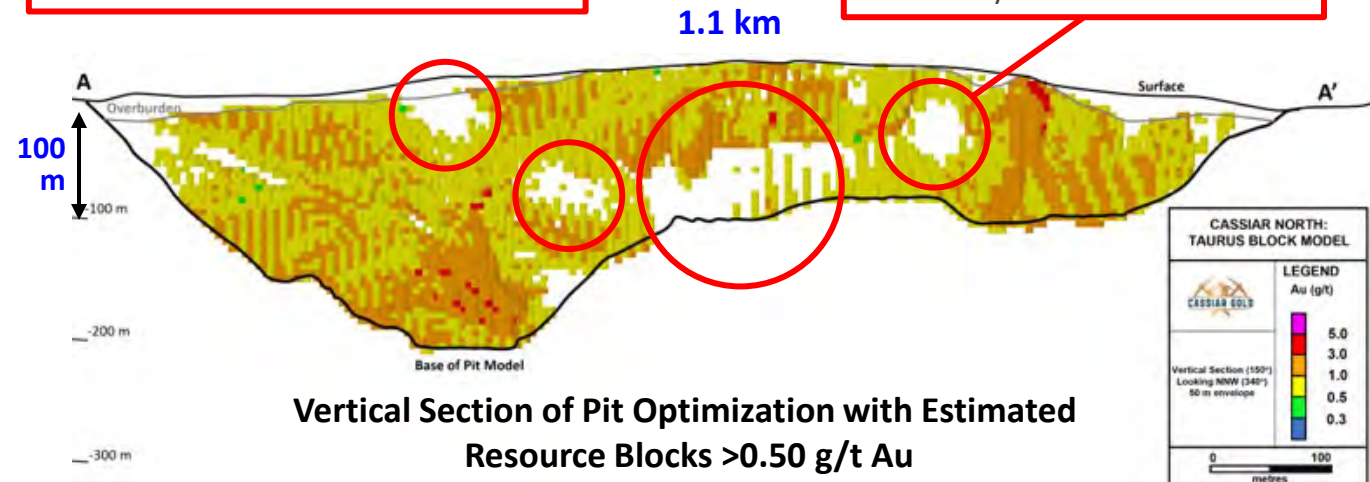 1.1 km
A
Overburden
Surface
A'
100
m
-100 m
-200 m
Base of Pit Model
-300 m
Vertical Section of Pit Optimization with Estimated
Resource Blocks >0.50 g/t Au
CASSIAR NORTH:
TAURUS BLOCK MODEL
CASSIAR GOLD
Vertical Section (150°)
Looking NNW (340°)
50 m envelope
LEGEND
Au (g/t)
5.0
3.0
1.0
0.5
0.3
0 100
metres